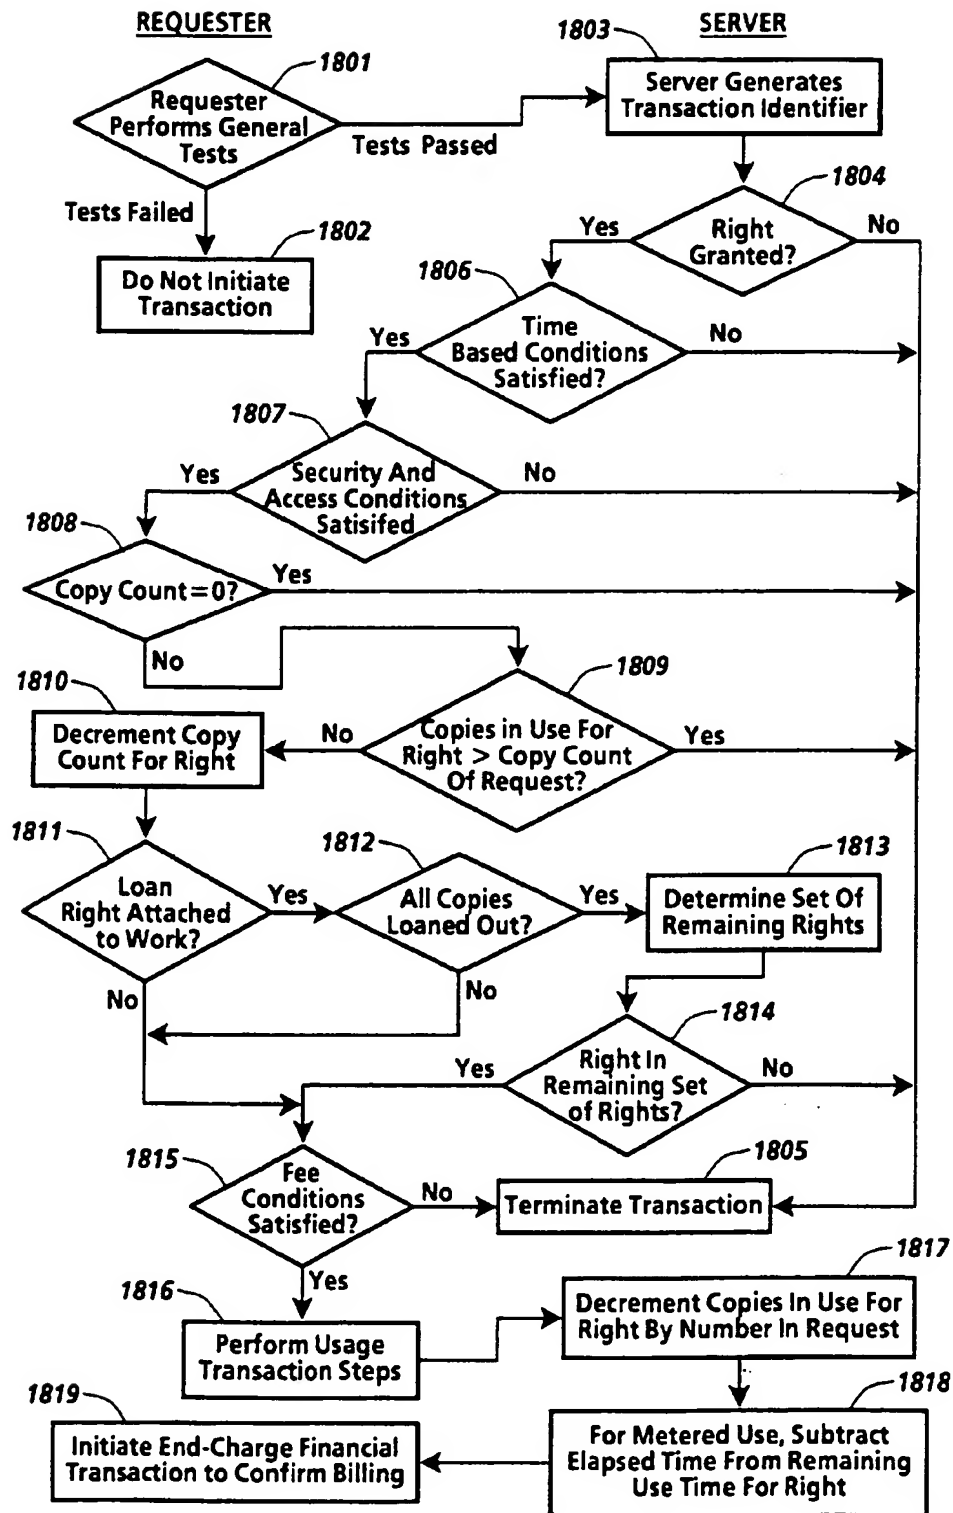 REQUESTER
SERVER
1801
1803
Requester
Performs General
Tests
Tests Passed
Server Generates
Transaction Identifier
Tests Failed
1802
Do Not Initiate
Transaction
1804
Right
Granted?
Yes
No
1806
Time
Based Conditions
Satisfied?
Yes
No
1807
Security And
Access Conditions
Satisifed
Yes
No
1808
Copy Count=0?
Yes
No
1809
Copies in Use For
Right > Copy Count
Of Request?
No
Yes
1810
Decrement Copy
Count For Right
1811
Loan
Right Attached
to Work?
Yes
No
1812
All Copies
Loaned Out?
Yes
No
1813
Determine Set Of
Remaining Rights
1814
Right In
Remaining Set
of Rights?
Yes
No
1815
Fee
Conditions
Satisfied?
No
Yes
1805
Terminate Transaction
1816
Perform Usage
Transaction Steps
1817
Decrement Copies In Use For
Right By Number In Request
1818
For Metered Use, Subtract
Elapsed Time From Remaining
Use Time For Right
1819
Initiate End-Charge Financial
Transaction to Confirm Billing